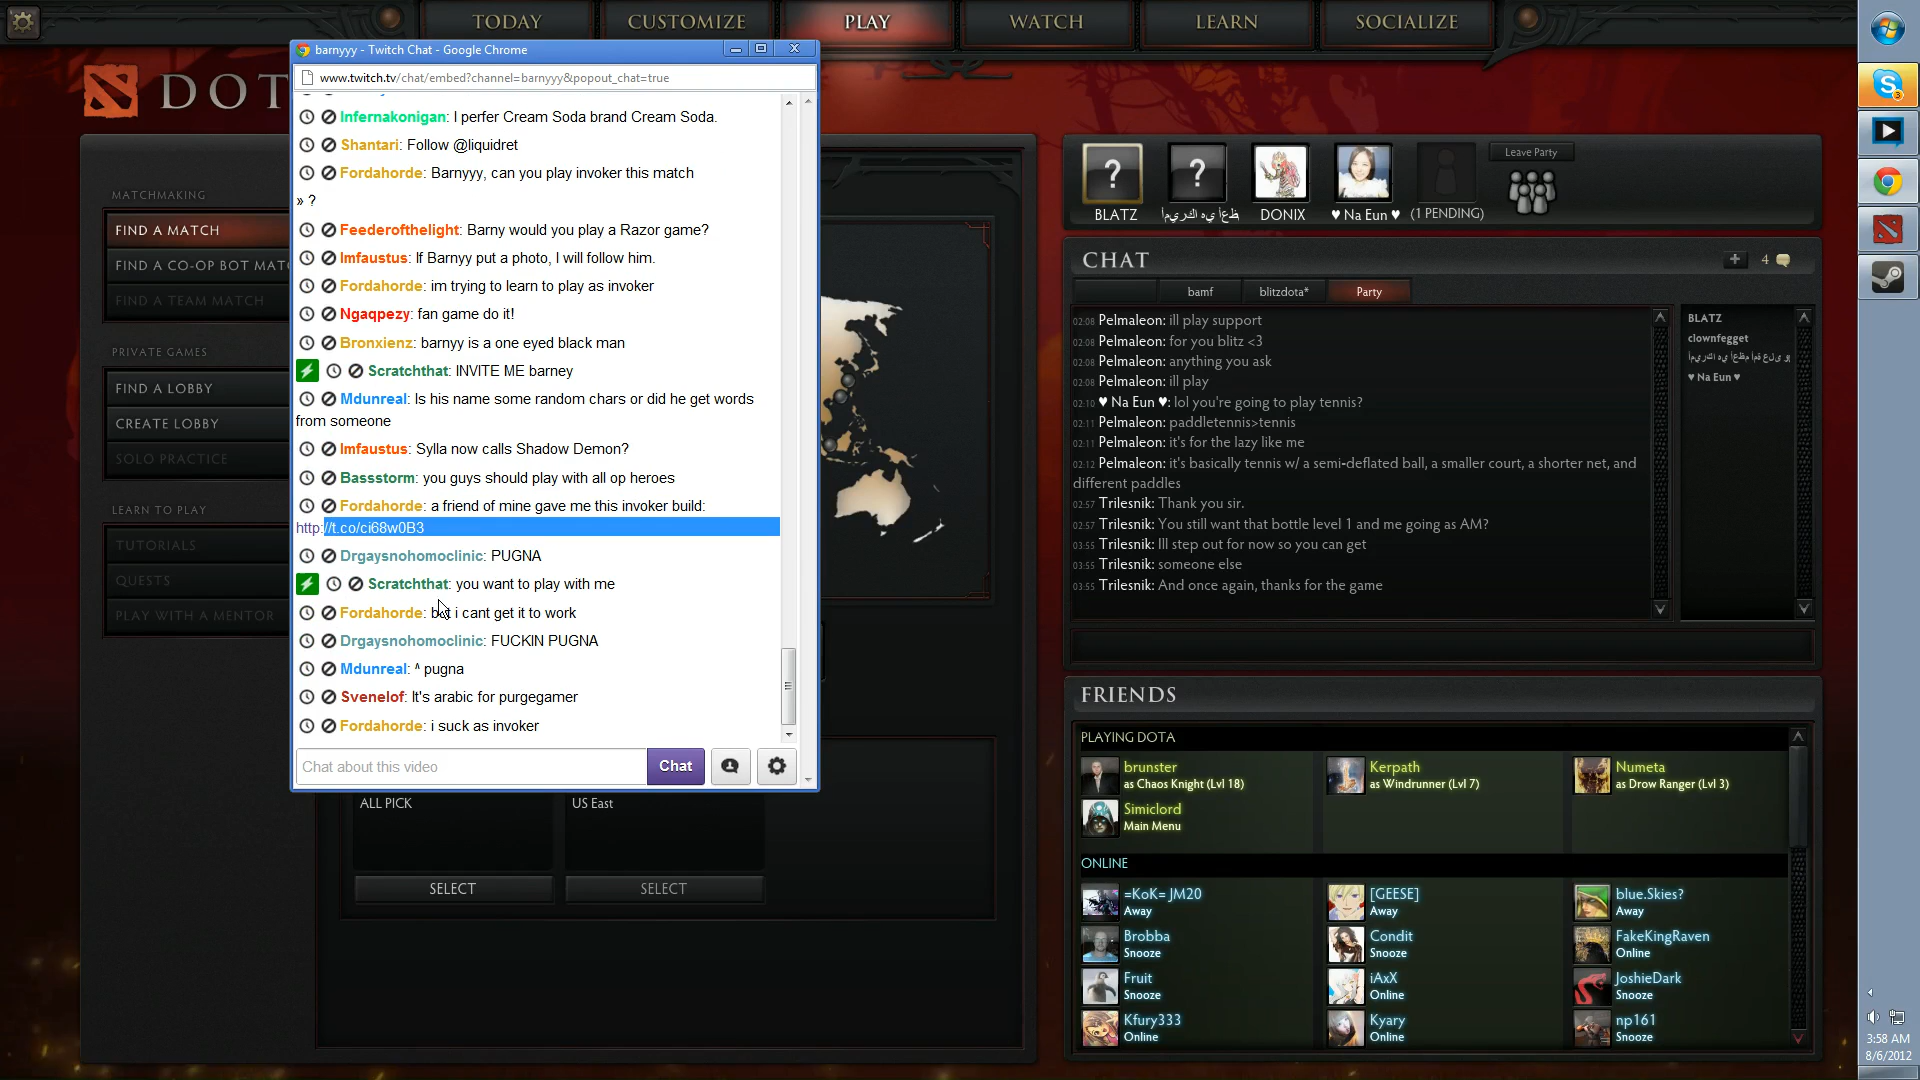 TODAY
CUSTOMIZE
PLAY
WATCH
LEARN
SOCIALIZE
barnyyy - Twitch Chat - Google Chrome
www.twitch.tv/chat/embed?channel=barnyyy&popout_chat=true
DOT
MATCHMAKING
FIND A MATCH
FIND A CO-OP BOT MAT
FIND A TEAM MATCH
PRIVATE GAMES
FIND A LOBBY
CREATE LOBBY
SOLO PRACTICE
LEARN TO PLAY
TUTORIALS
QUESTS
PLAY WITH A MENTOR
Infernakonigan: I perfer Cream Soda brand Cream Soda.
Shantari: Follow @liquidret
Fordahorde: Barnyyy, can you play invoker this match
» ?
Feederofthelight: Barny would you play a Razor game?
Imfaustus: If Barnyy put a photo, I will follow him.
Fordahorde: im trying to learn to play as invoker
Ngaqpezy: fan game do it!
Bronxienz: barnyy is a one eyed black man
Scratchthat: INVITE ME barney
Mdunreal: Is his name some random chars or did he get words
from someone
Imfaustus: Sylla now calls Shadow Demon?
Bassstorm: you guys should play with all op heroes
Fordahorde: a friend of mine gave me this invoker build:
http://t.co/ci68w0B3
Drgaysnohomoclinic: PUGNA
Scratchthat: you want to play with me
Fordahorde: but i cant get it to work
Drgaysnohomoclinic: FUCKIN PUGNA
Mdunreal: ^ pugna
Svenelof: It's arabic for purgegamer
Fordahorde: i suck as invoker
Chat about this video
Chat
ALL PICK
US East
SELECT
SELECT
BLATZ
DONIX
♥ Na Eun ♥
(1 PENDING)
Leave Party
CHAT
4
bamf
blitzdota*
Party
02:08 Pelmaleon: ill play support
02:08 Pelmaleon: for you blitz <3
02:08 Pelmaleon: anything you ask
02:08 Pelmaleon: ill play
02:10 ♥ Na Eun ♥: lol you're going to play tennis?
02:11 Pelmaleon: paddletennis>tennis
02:11 Pelmaleon: it's for the lazy like me
02:12 Pelmaleon: it's basically tennis w/ a semi-deflated ball, a smaller court, a shorter net, and
different paddles
02:57 Trilesnik: Thank you sir.
02:57 Trilesnik: You still want that bottle level 1 and me going as AM?
03:55 Trilesnik: Ill step out for now so you can get
03:55 Trilesnik: someone else
03:55 Trilesnik: And once again, thanks for the game
BLATZ
clownfegget
♥ Na Eun ♥
FRIENDS
PLAYING DOTA
brunster
as Chaos Knight (Lvl 18)
Kerpath
as Windrunner (Lvl 7)
Numeta
as Drow Ranger (Lvl 3)
Simiclord
Main Menu
ONLINE
=KoK= JM20
Away
[GEESE]
Away
blue.Skies?
Away
Brobba
Snooze
Condit
Snooze
FakeKingRaven
Online
Fruit
Snooze
iAxX
Online
JoshieDark
Snooze
Kfury333
Online
Kyary
Online
np161
Snooze
3:58 AM
8/6/2012